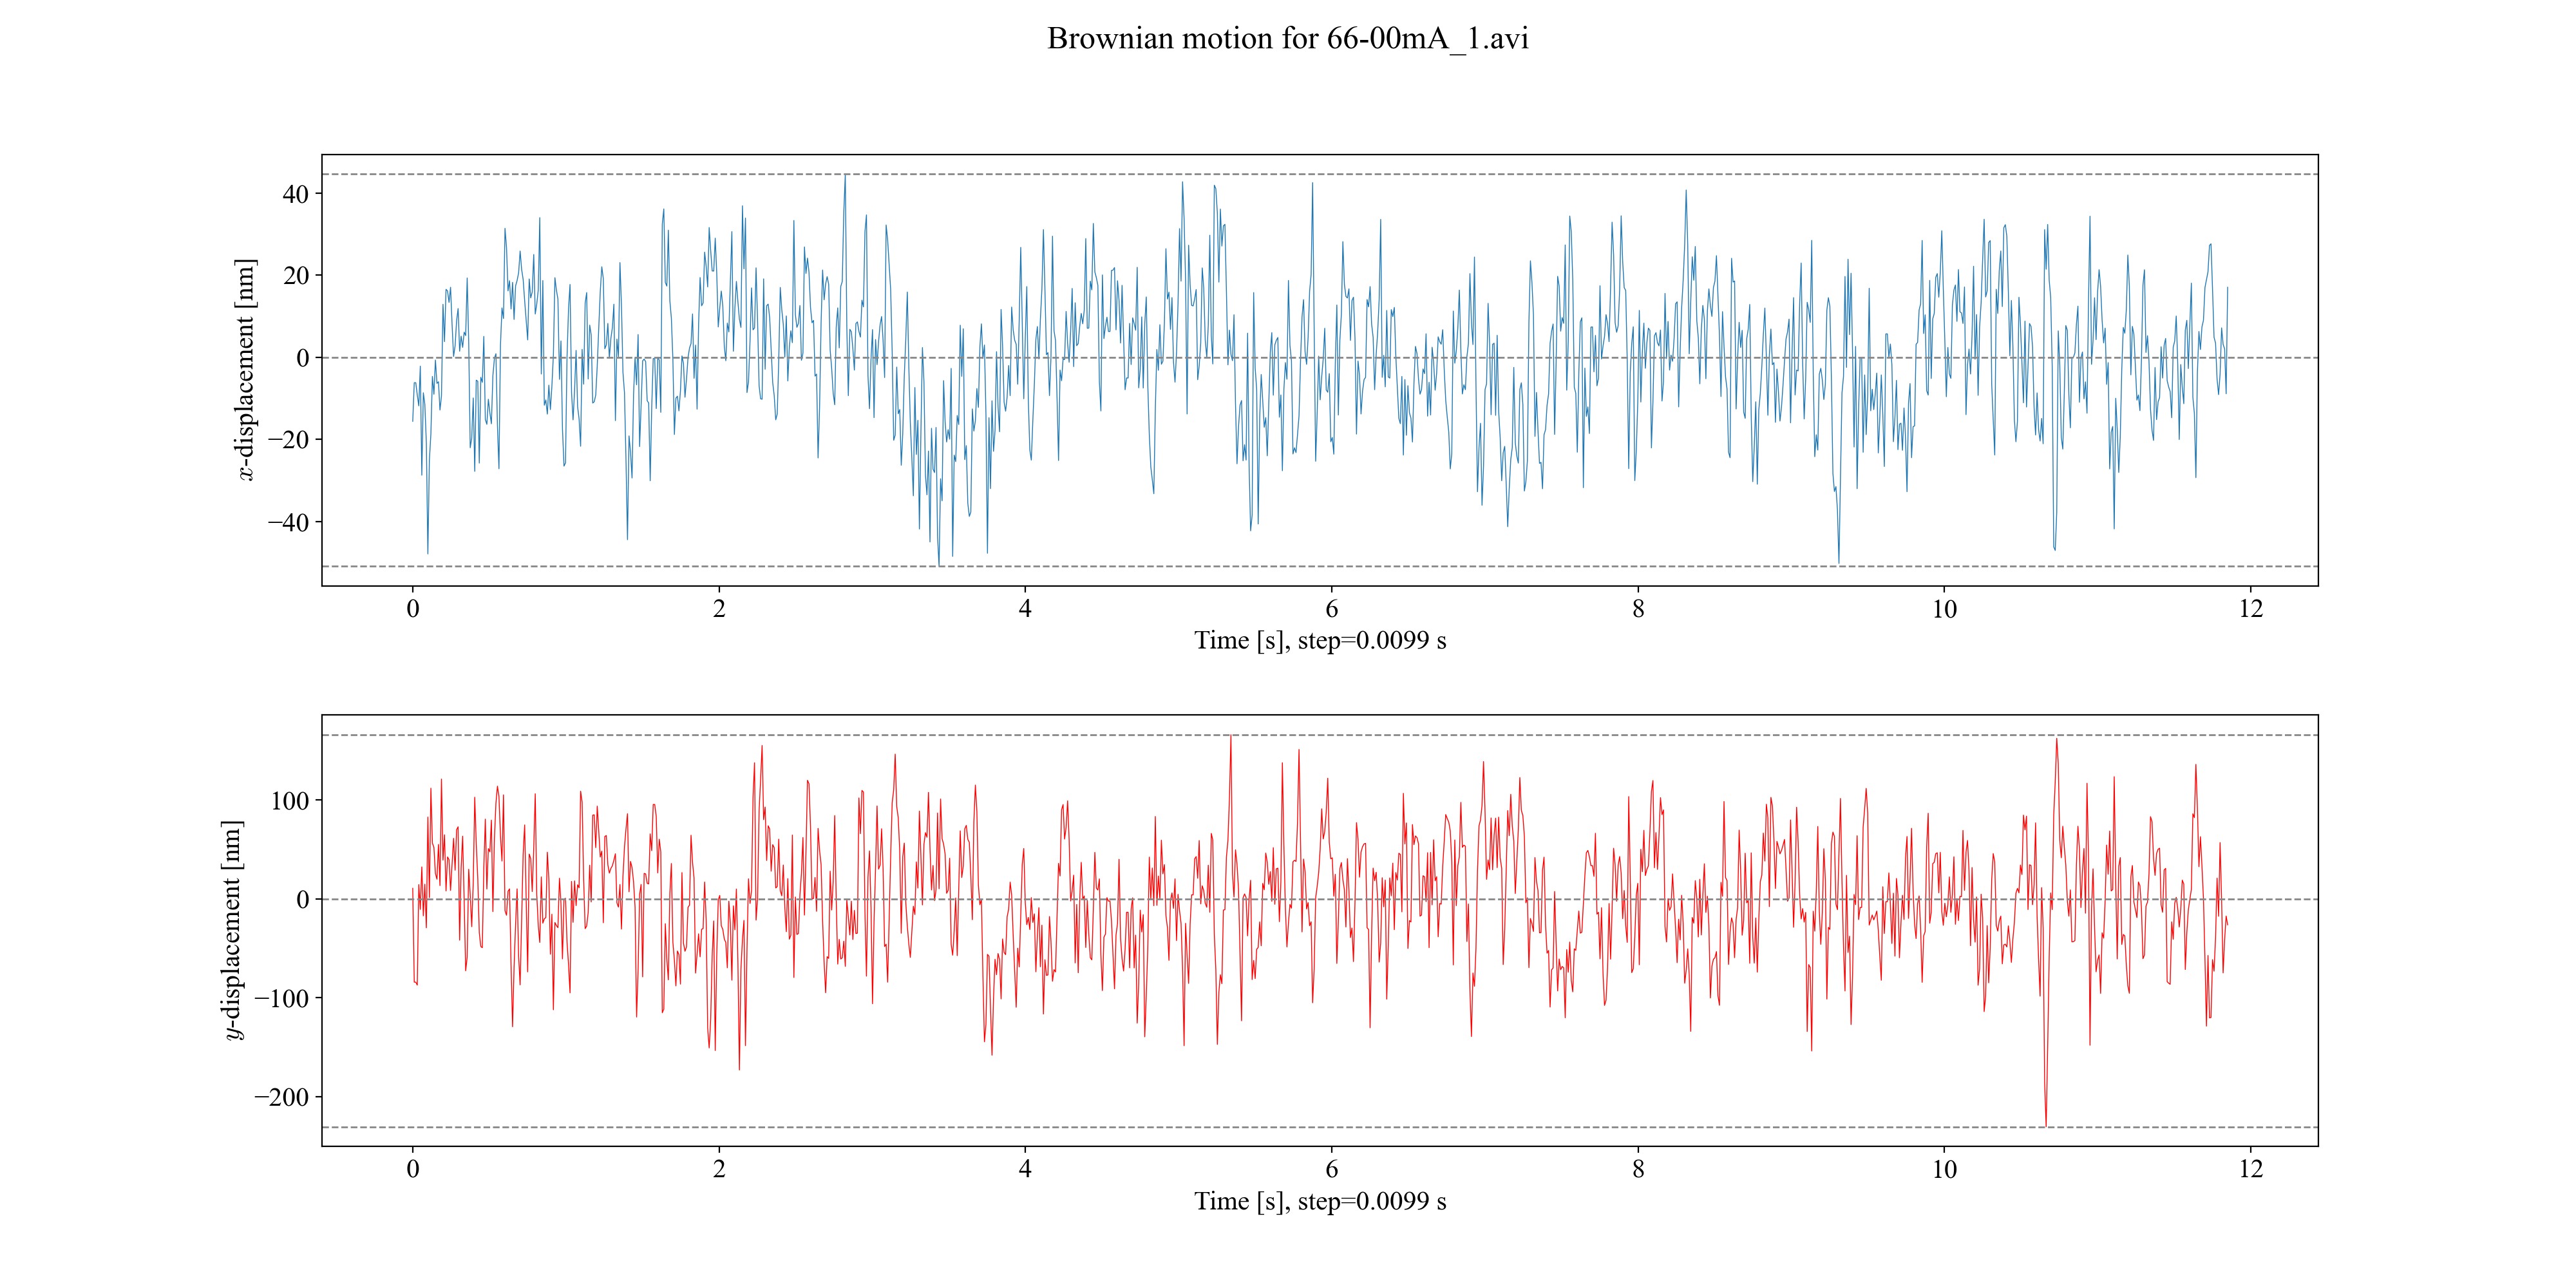 Brownian motion for 66-00mA_1.avi
40
20
0
−20
−40
x-displacement [nm]
0 2 4 6 8 10 12
Time [s], step=0.0099 s
100
0
−100
−200
y-displacement [nm]
0 2 4 6 8 10 12
Time [s], step=0.0099 s